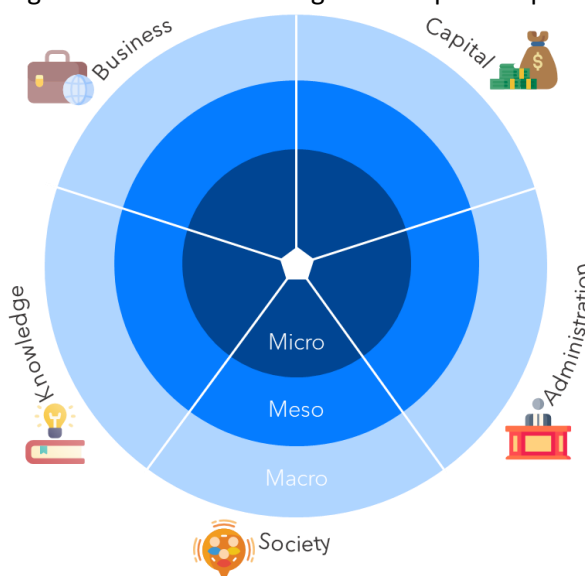 Business
Capital
Knowledge
Administration
Micro
Meso
Macro
Society
$